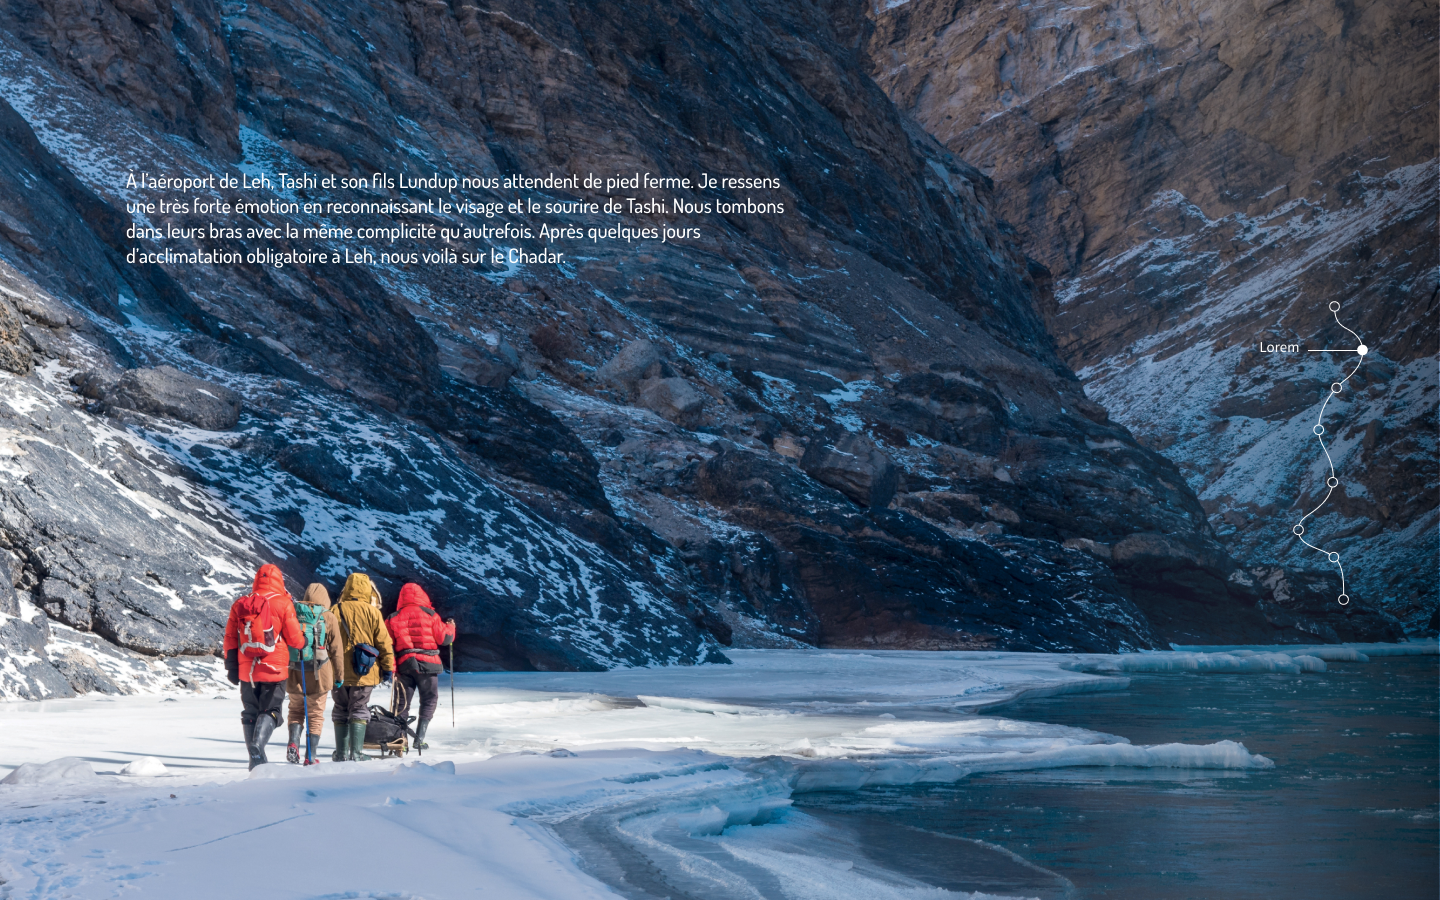 À l'aéroport de Leh, Tashi et son fils Lundup nous attendent de pied ferme. Je ressens
une très forte émotion en reconnaissant le visage et le sourire de Tashi. Nous tombons
dans leurs bras avec la même complicité qu'autrefois. Après quelques jours
d'acclimatation obligatoire à Leh, nous voilà sur le Chadar.
Lorem